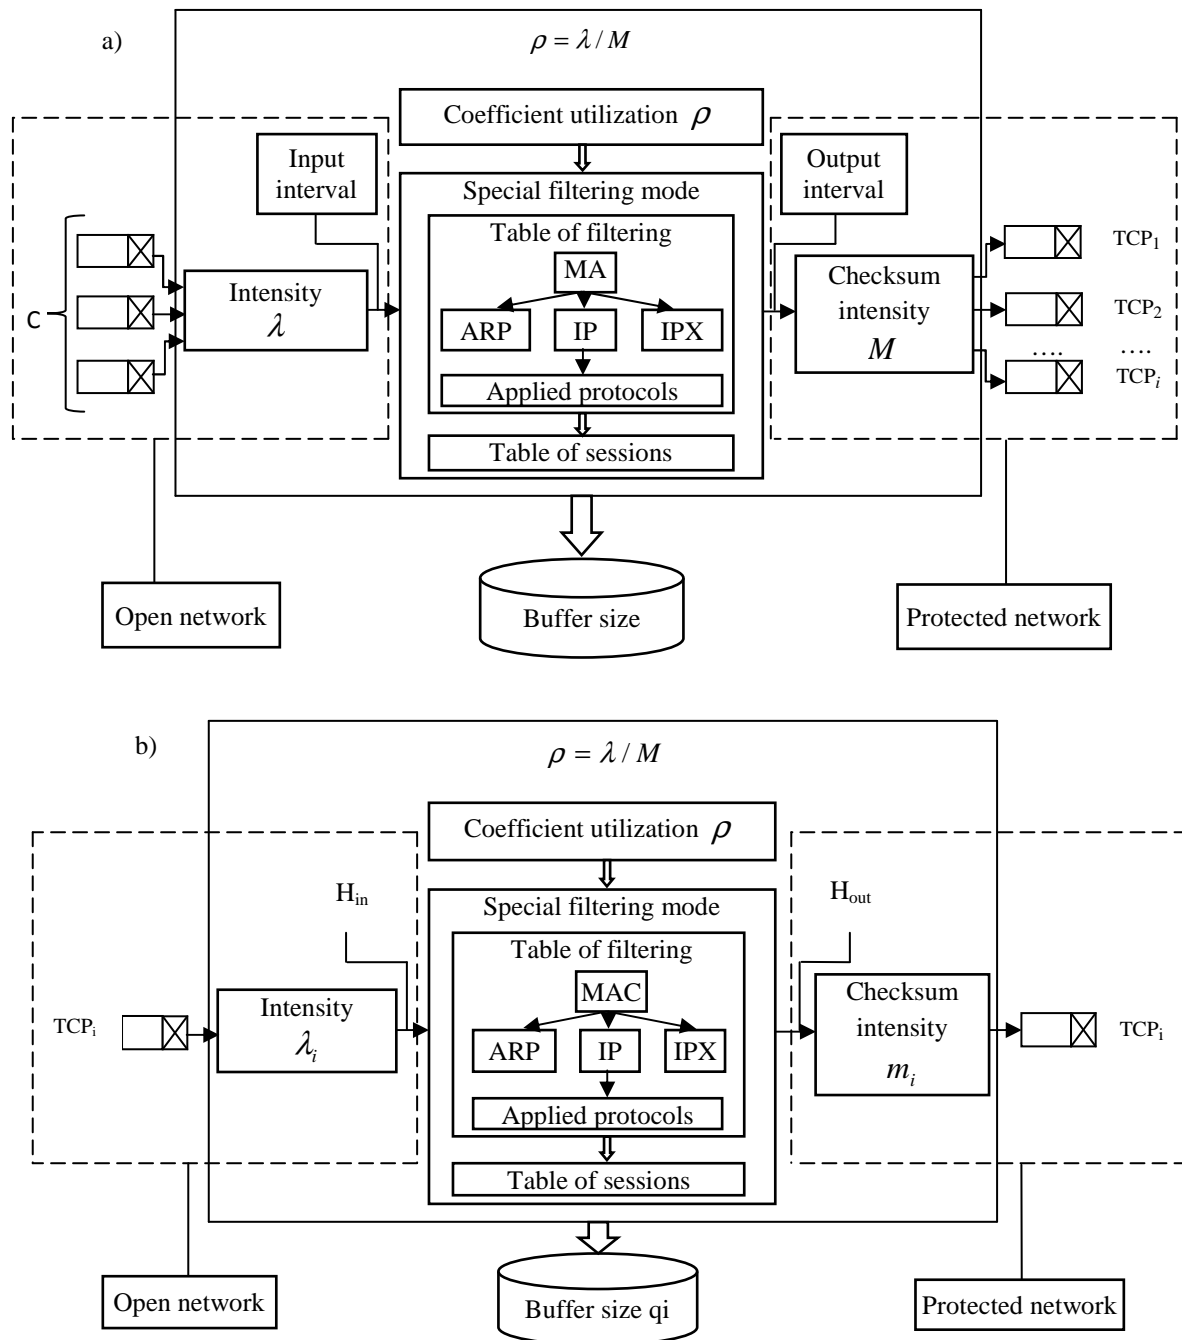 a)
ρ = λ / M
Coefficient utilization ρ
Input
interval
Output
interval
Special filtering mode
Table of filtering
MA
ARP
IP
IPX
Applied protocols
Table of sessions
C
Intensity
λ
Checksum
intensity
M
TCP1
TCP2
.... ....
TCPi
Open network
Buffer size
Protected network
b)
ρ = λ / M
Coefficient utilization ρ
Hin
Hout
Special filtering mode
Table of filtering
MAC
ARP
IP
IPX
Applied protocols
Table of sessions
TCPi
Intensity
λi
Checksum
intensity
mi
TCPi
Open network
Buffer size qi
Protected network